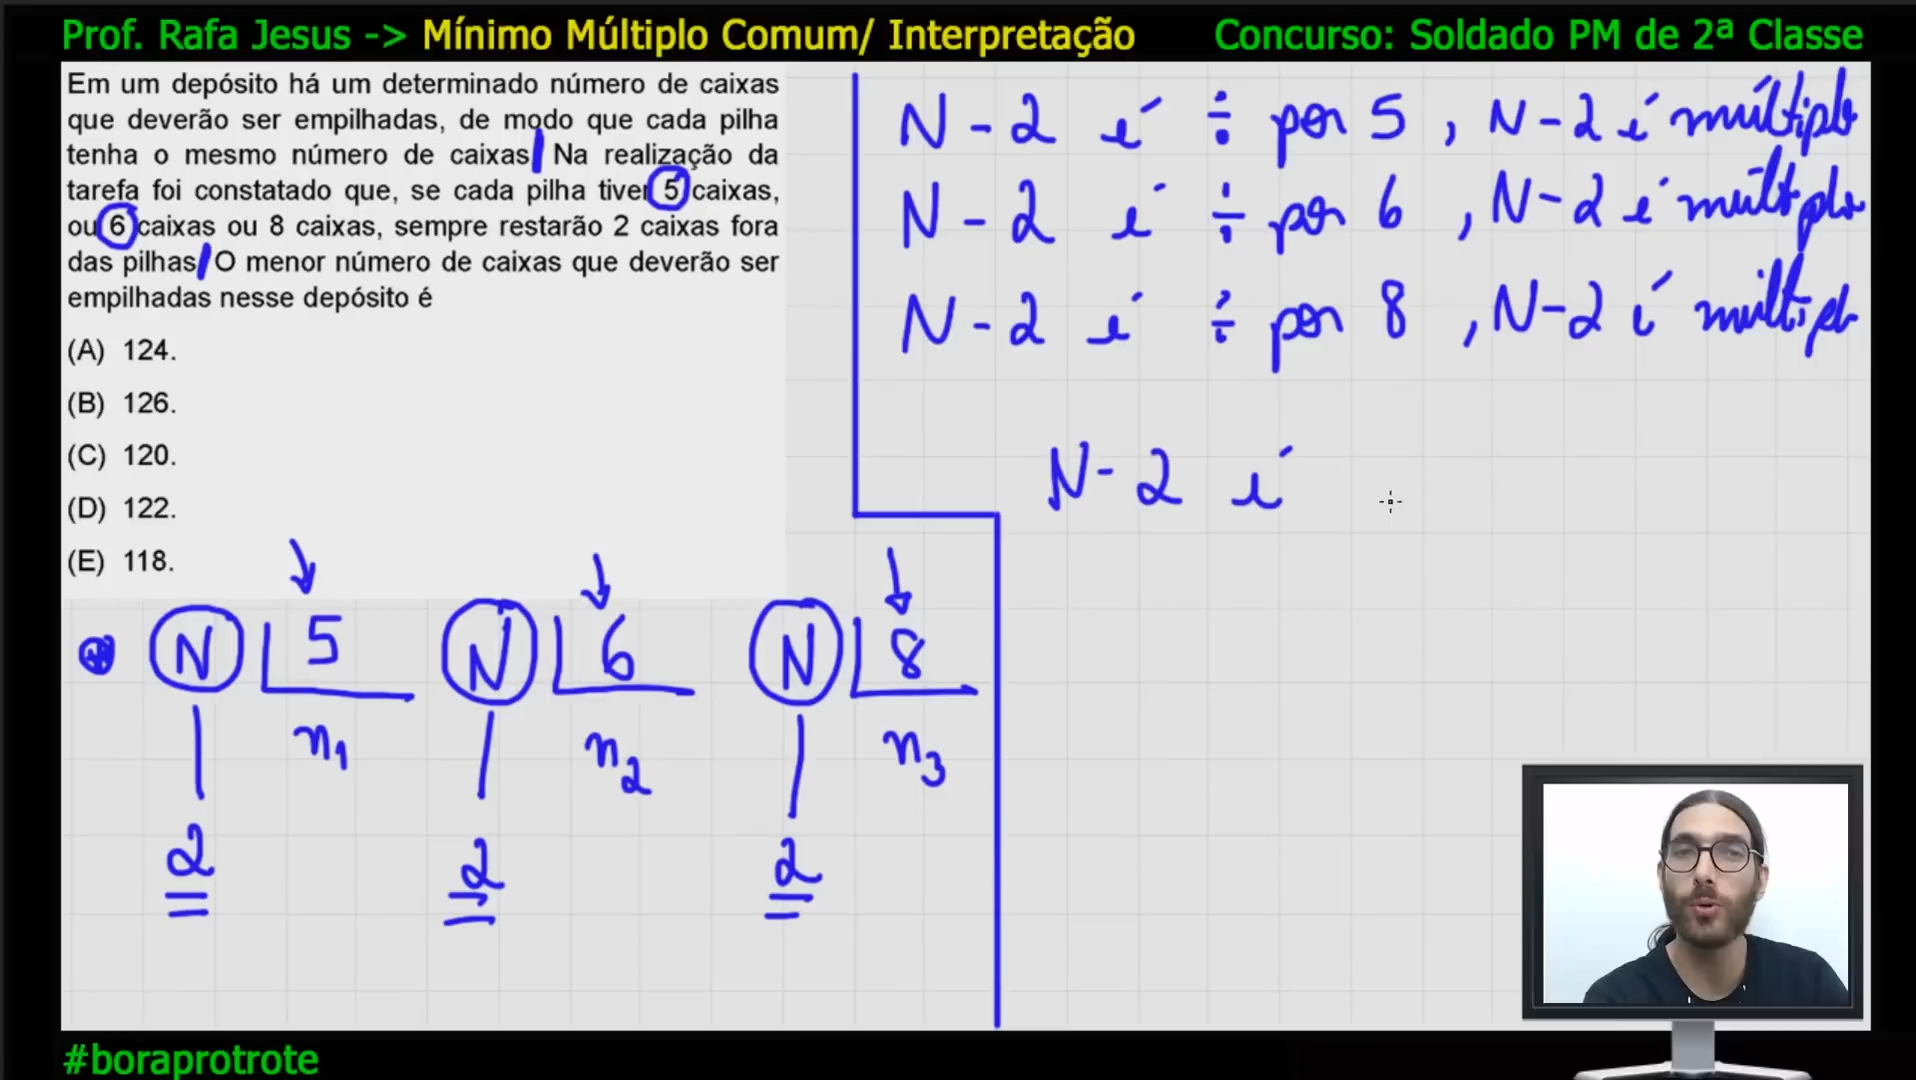 Prof. Rafa Jesus -> Mínimo Múltiplo Comum/ Interpretação
Concurso: Soldado PM de 2ª Classe
Em um depósito há um determinado número de caixas
que deverão ser empilhadas, de modo que cada pilha
tenha o mesmo número de caixas. Na realização da
tarefa foi constatado que, se cada pilha tiver 5 caixas,
ou 6 caixas ou 8 caixas, sempre restarão 2 caixas fora
das pilhas. O menor número de caixas que deverão ser
empilhadas nesse depósito é
(A) 124.
(B) 126.
(C) 120.
(D) 122.
(E) 118.
N 5 N 6 N 8
n1 n2 n3
2 2 2
N-2 é ÷ por 5, N-2 é múltiplo
N-2 é ÷ por 6, N-2 é múltiplo
N-2 é ÷ por 8, N-2 é múltiplo
N-2 é
#boraprotrote